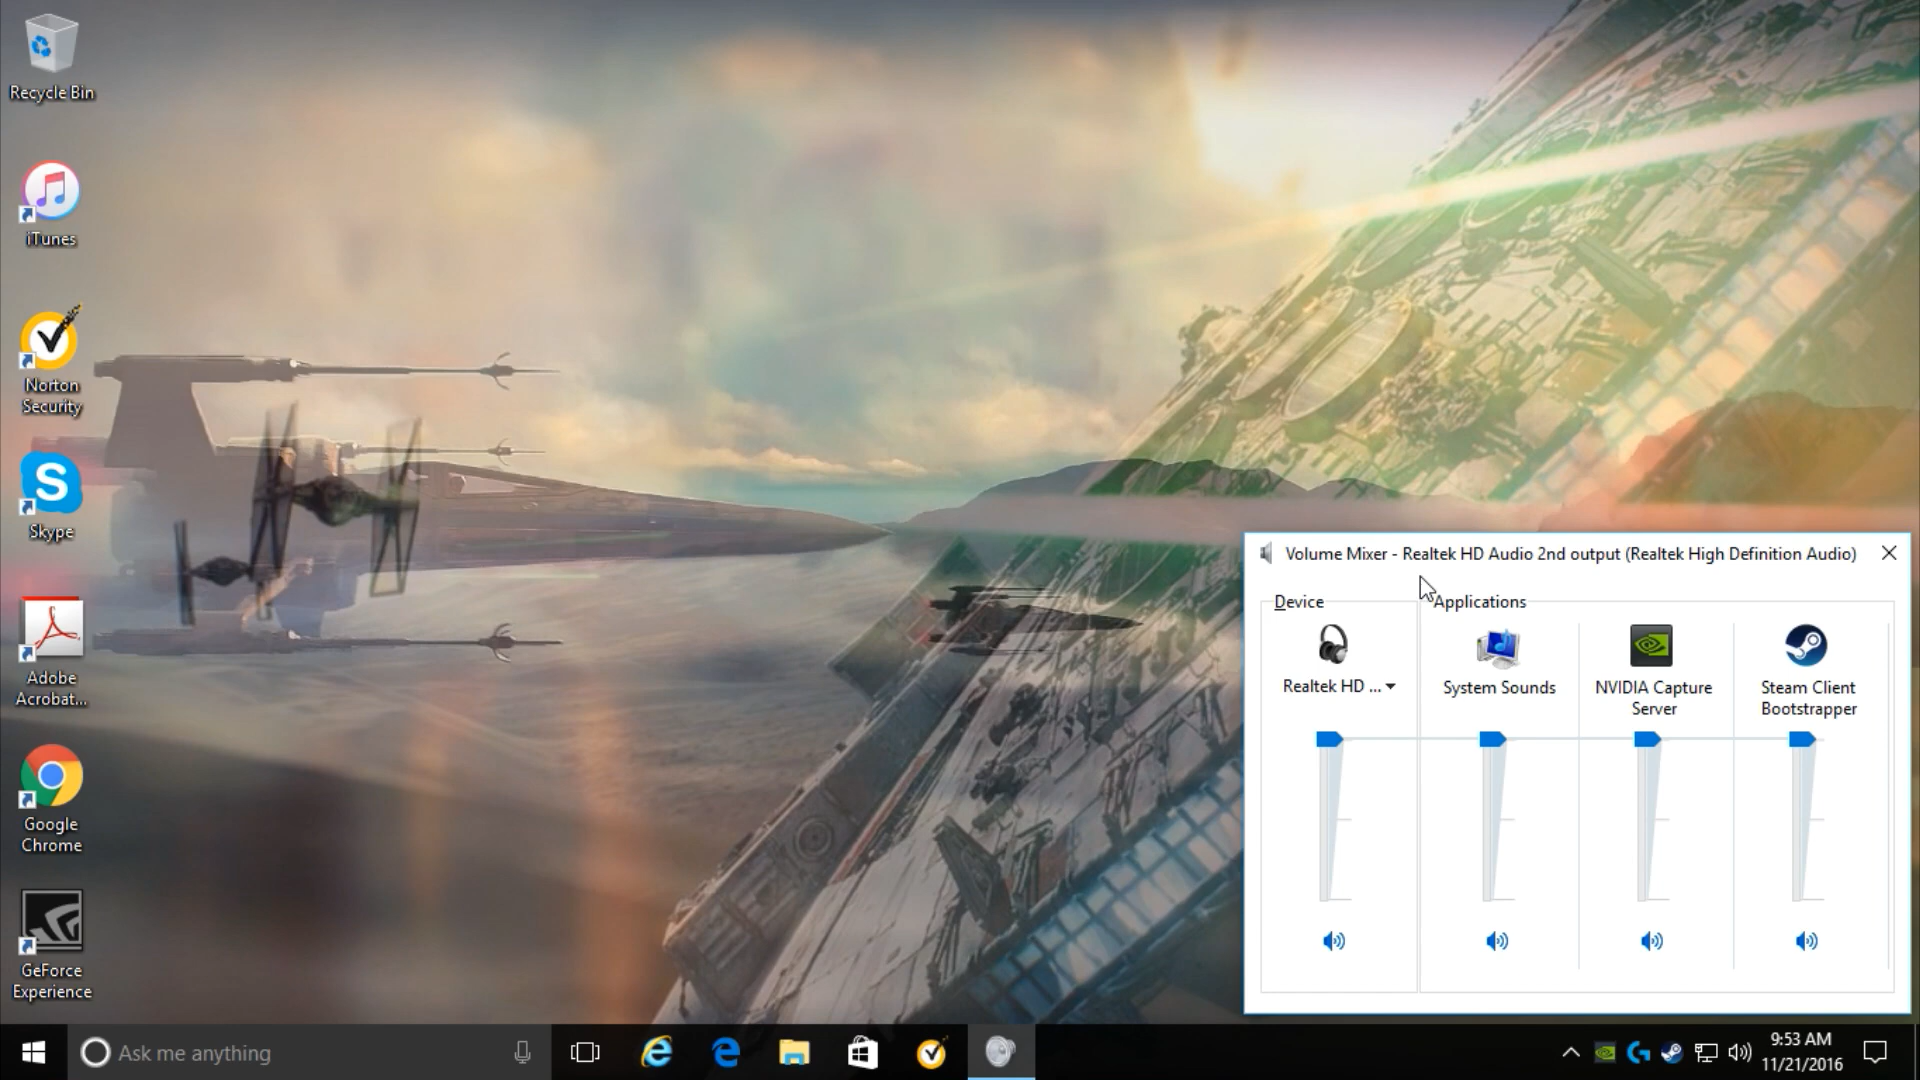 Recycle Bin
iTunes
Norton
Security
Skype
Adobe
Acrobat...
Google
Chrome
GeForce
Experience
Volume Mixer - Realtek HD Audio 2nd output (Realtek High Definition Audio)
Device
Applications
Realtek HD ...
System Sounds
NVIDIA Capture
Server
Steam Client
Bootstrapper
Ask me anything
9:53 AM
11/21/2016